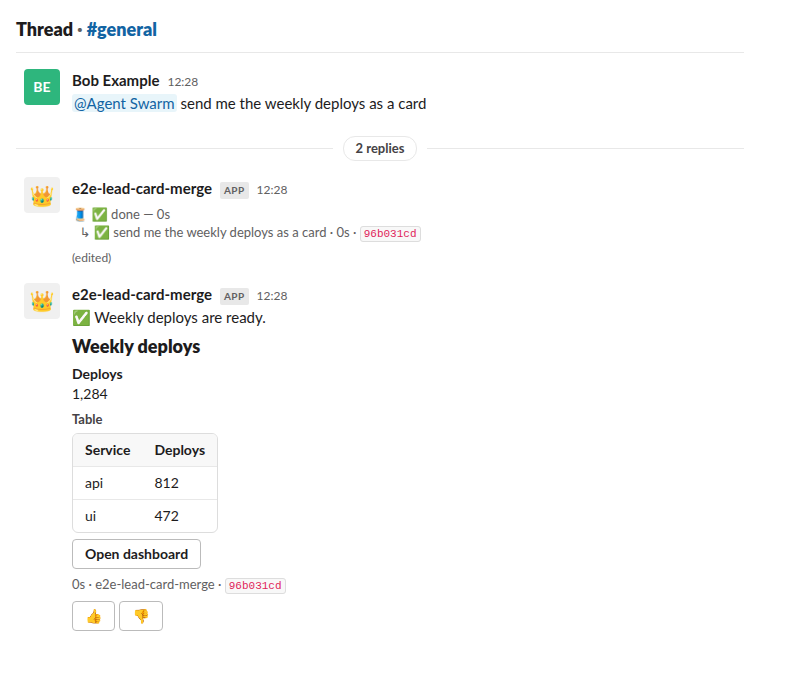 Thread • #general
BE
Bob Example 12:28
@Agent Swarm send me the weekly deploys as a card
2 replies
e2e-lead-card-merge APP 12:28
🧵 ✅ done — 0s
↳ ✅ send me the weekly deploys as a card · 0s · 96b031cd
(edited)
e2e-lead-card-merge APP 12:28
✅ Weekly deploys are ready.
Weekly deploys
Deploys
1,284
Table
Service Deploys
api 812
ui 472
Open dashboard
0s · e2e-lead-card-merge · 96b031cd
👍 👎